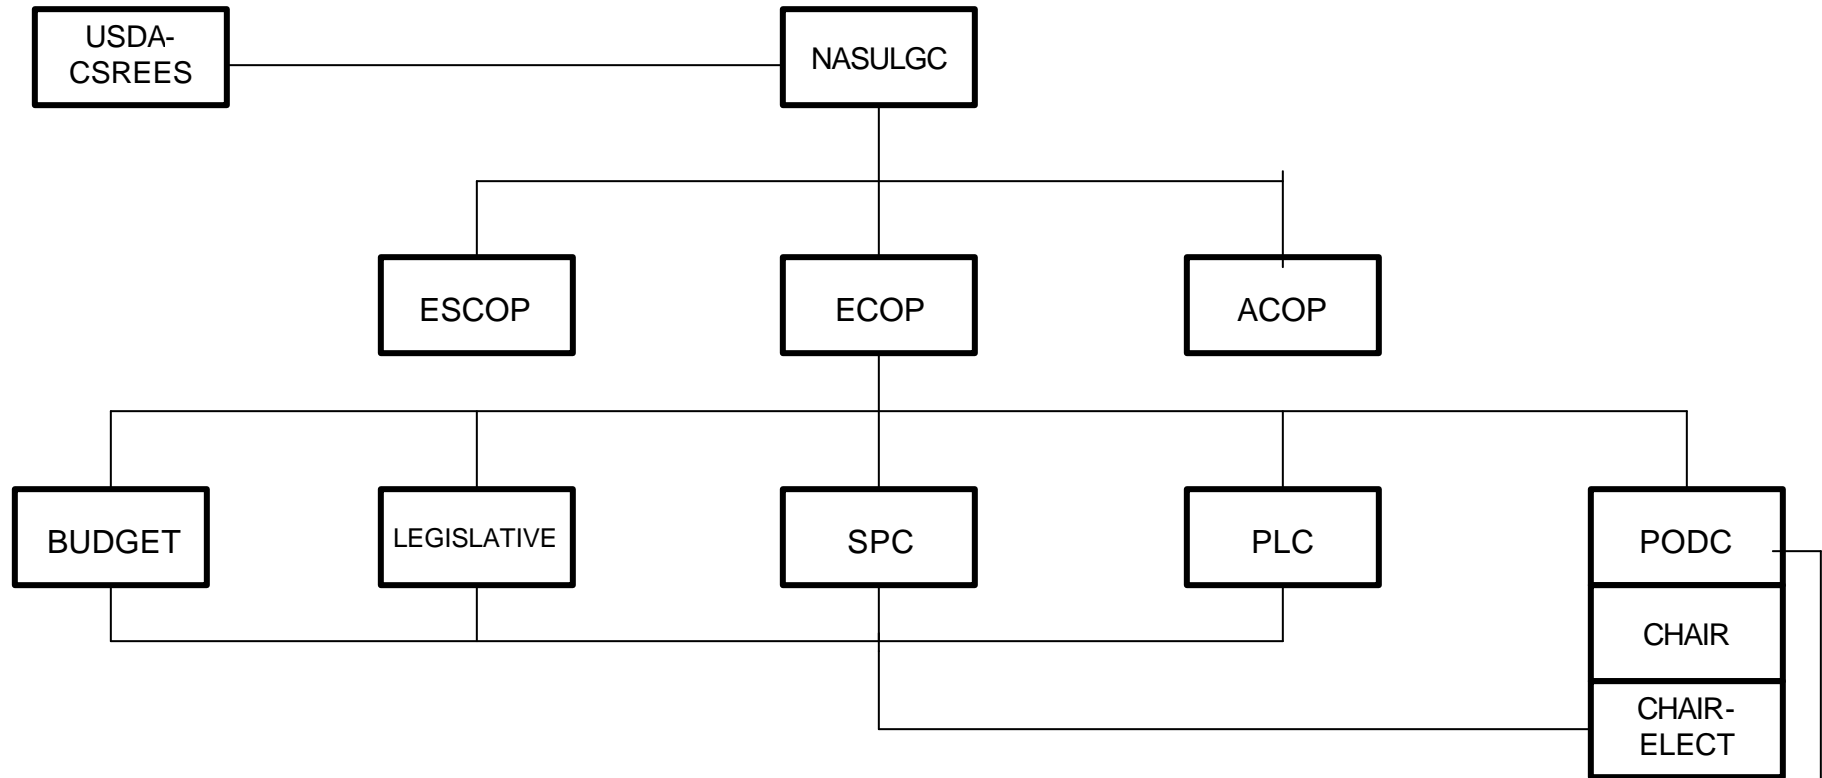 USDA-
CSREES
NASULGC
ESCOP
ECOP
ACOP
BUDGET
LEGISLATIVE
SPC
PLC
PODC
CHAIR
CHAIR-
ELECT